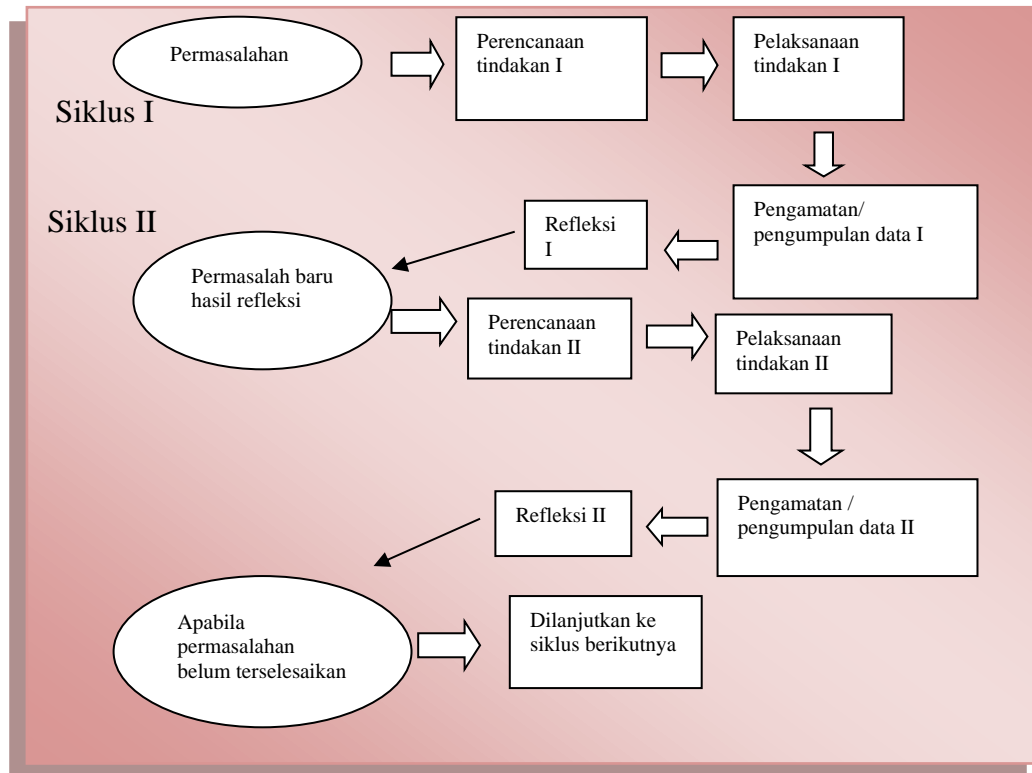 Permasalahan
Perencanaan
tindakan I
Pelaksanaan
tindakan I
Siklus I
Pengamatan/
pengumpulan data I
Refleksi
I
Siklus II
Permasalah baru
hasil refleksi
Perencanaan
tindakan II
Pelaksanaan
tindakan II
Pengamatan /
pengumpulan data II
Refleksi II
Apabila
permasalahan
belum terselesaikan
Dilanjutkan ke
siklus berikutnya